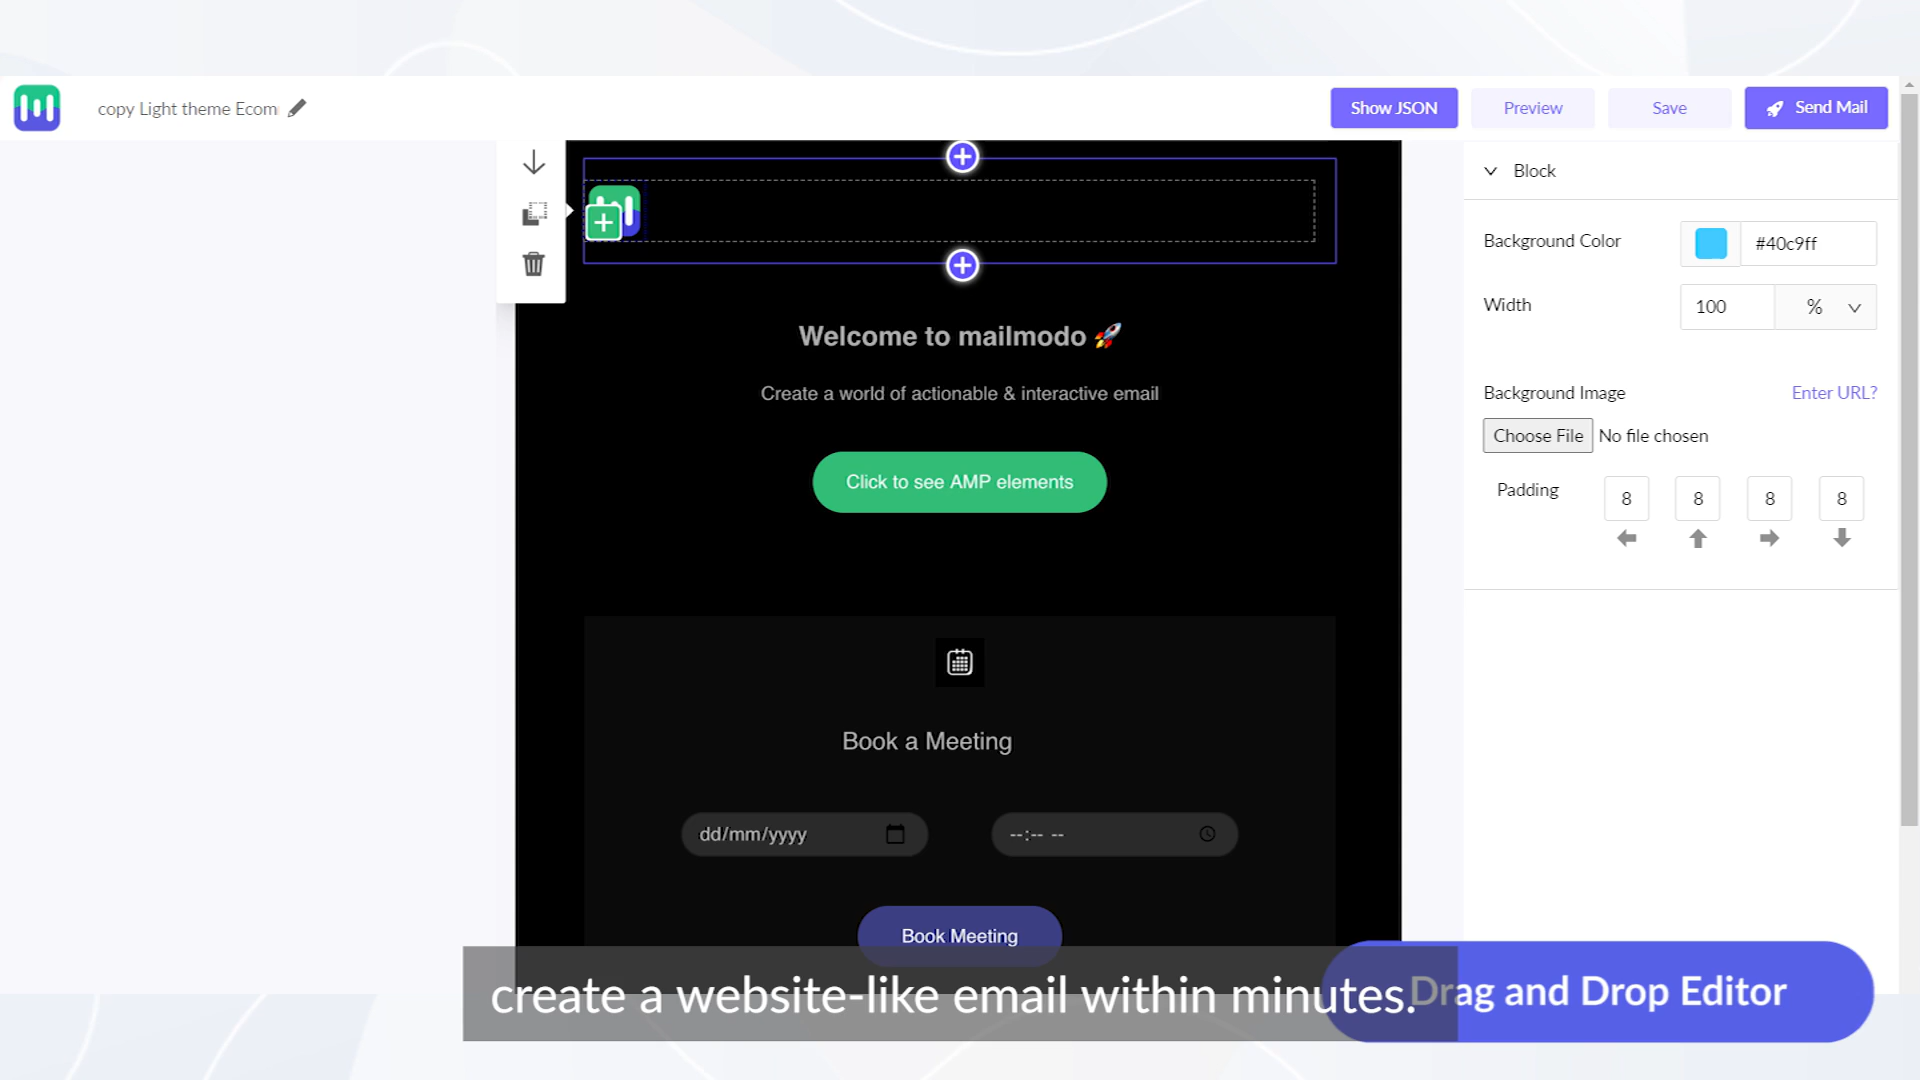 copy Light theme Ecom
Show JSON
Preview
Save
Send Mail
Block
Background Color
#40c9ff
Width
100
%
Background Image
Enter URL?
Choose File
No file chosen
Padding
8
8
8
8
Welcome to mailmodo 🚀
Create a world of actionable & interactive email
Click to see AMP elements
Book a Meeting
dd/mm/yyyy
--:-- --
Book Meeting
create a website-like email within minutes.
Drag and Drop Editor